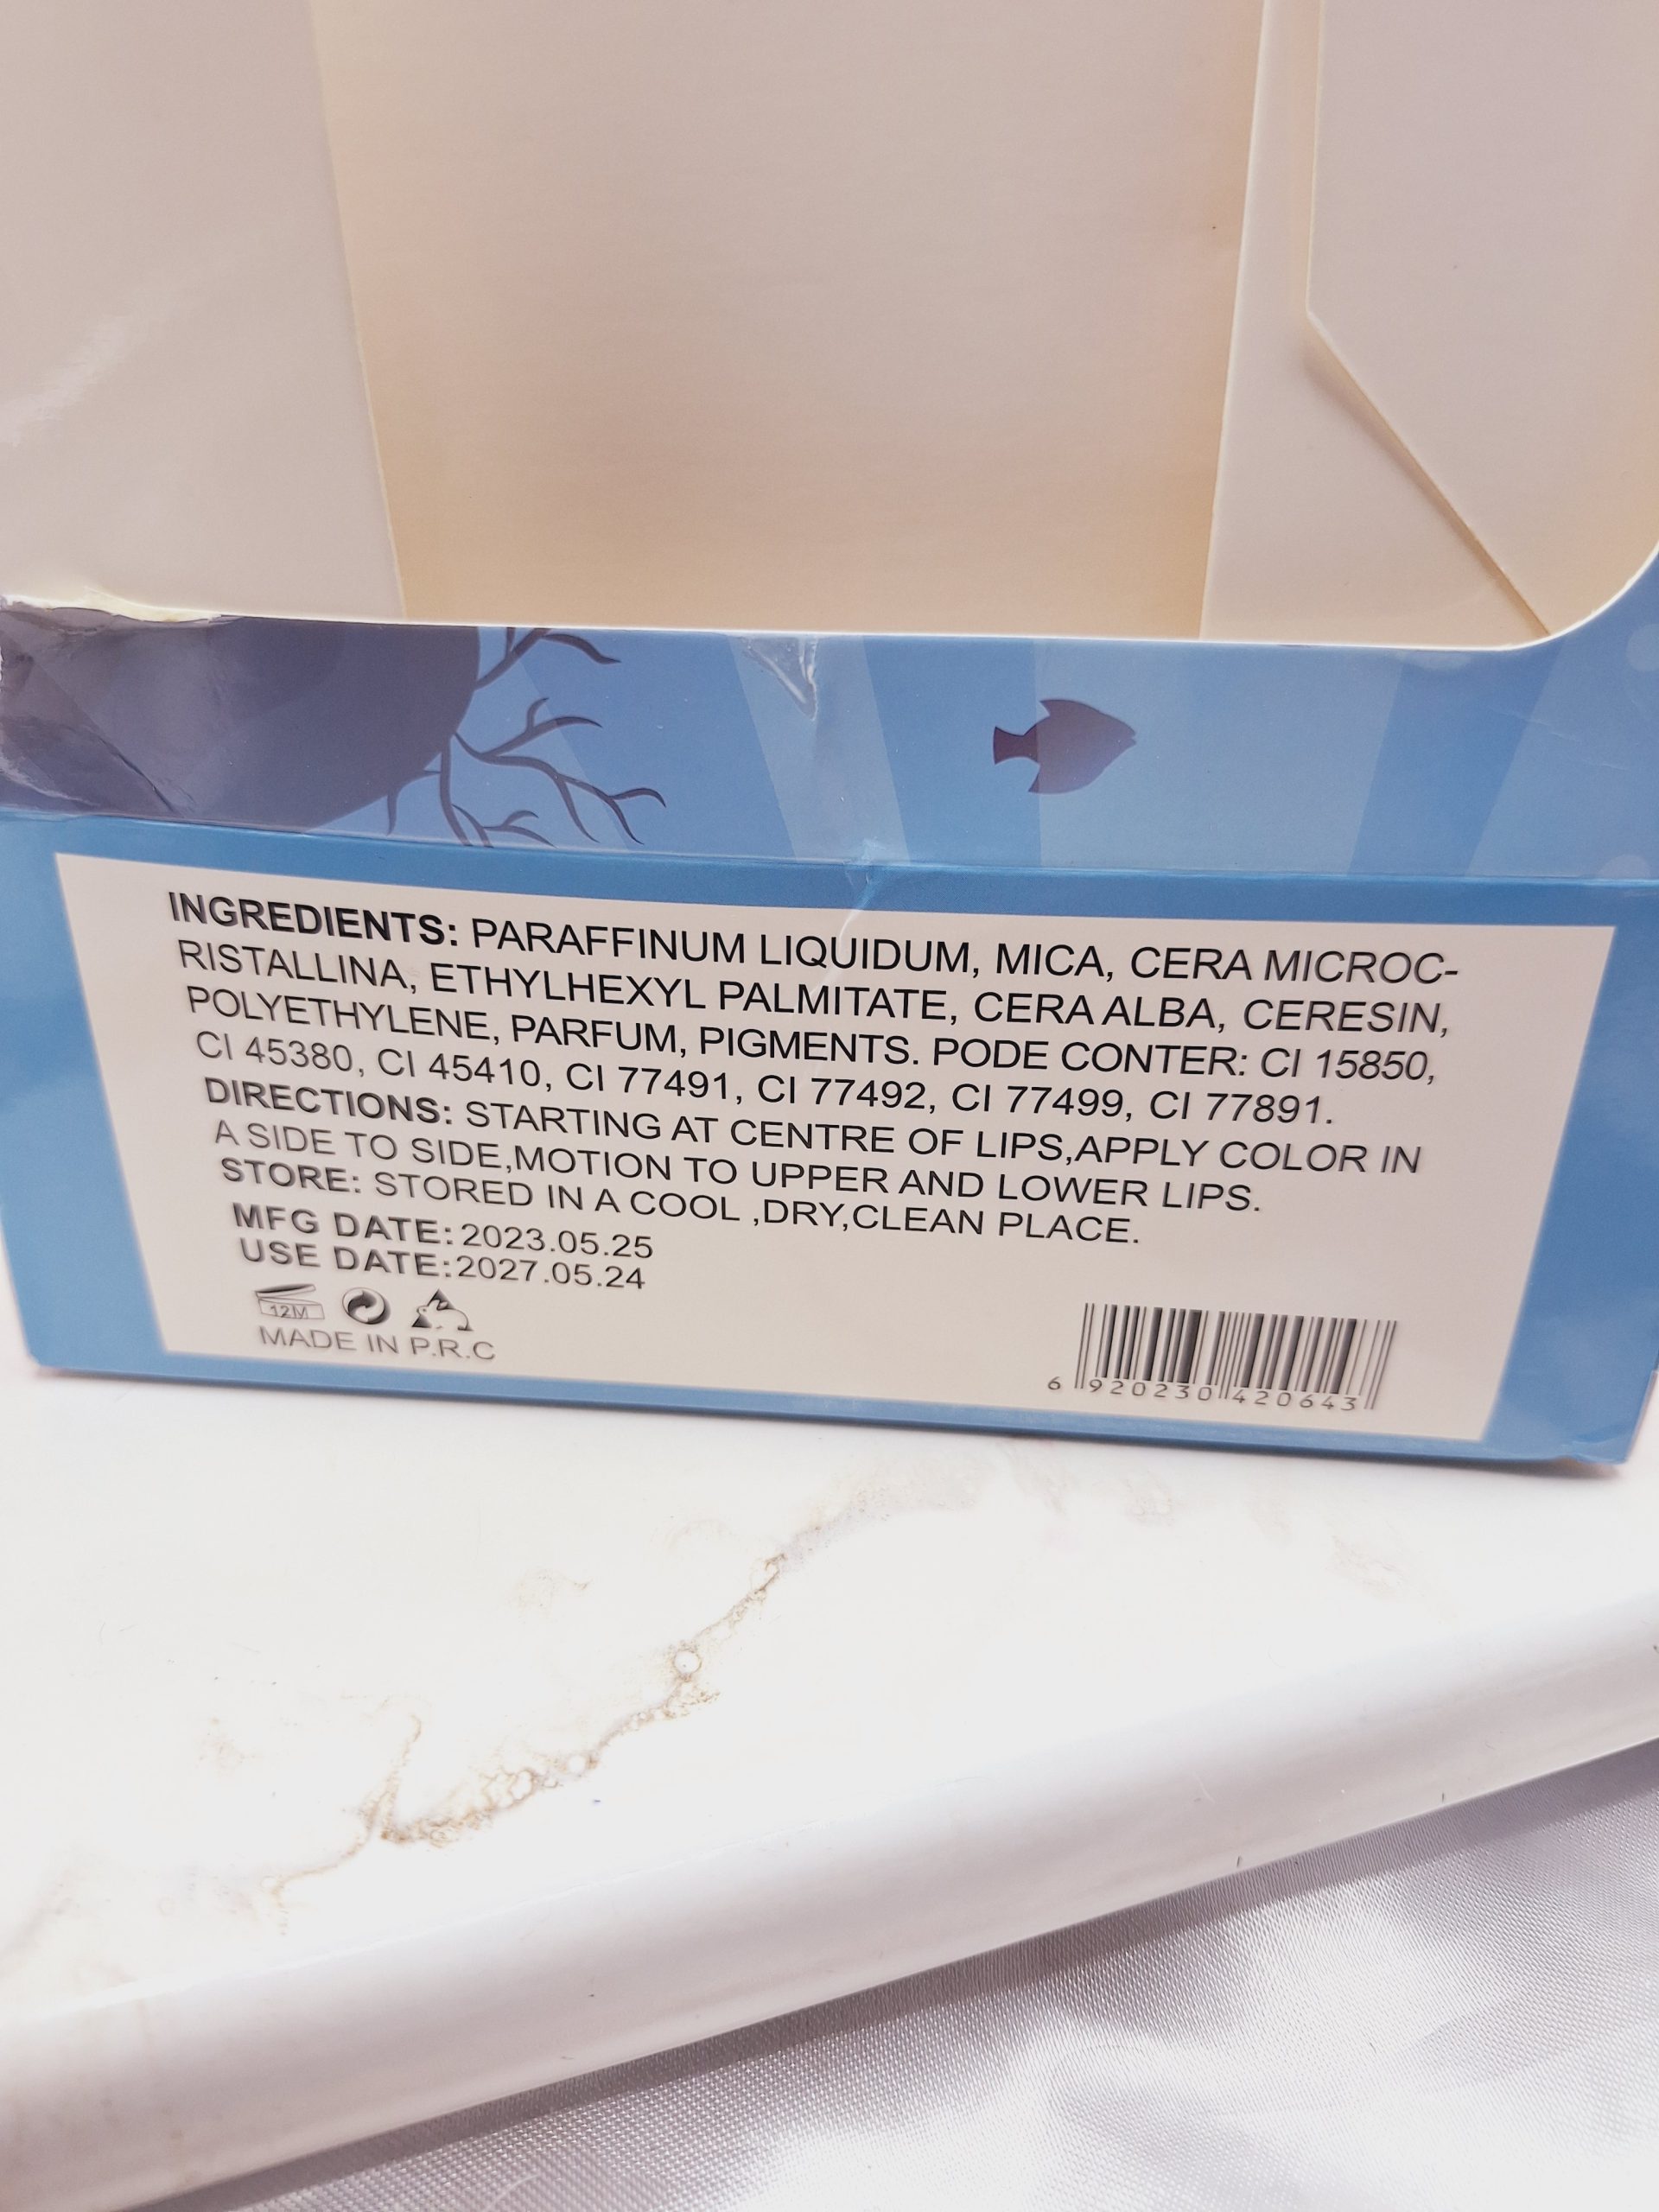 INGREDIENTS: PARAFFINUM LIQUIDUM, MICA, CERA MICROC-
RISTALLINA, ETHYLHEXYL PALMITATE, CERA ALBA, CERESIN,
POLYETHYLENE, PARFUM, PIGMENTS. PODE CONTER: CI 15850,
CI 45380, CI 45410, CI 77491, CI 77492, CI 77499, CI 77891.
DIRECTIONS: STARTING AT CENTRE OF LIPS,APPLY COLOR IN
A SIDE TO SIDE,MOTION TO UPPER AND LOWER LIPS.
STORE: STORED IN A COOL ,DRY,CLEAN PLACE.
MFG DATE:2023.05.25
USE DATE:2027.05.24
12M
MADE IN P.R.C
6 920230 420643